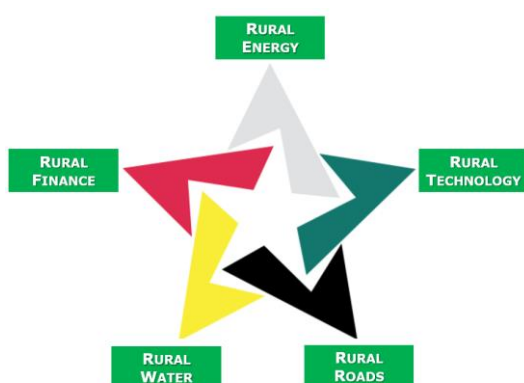 RURAL
ENERGY
RURAL
FINANCE
RURAL
TECHNOLOGY
RURAL
WATER
RURAL
ROADS